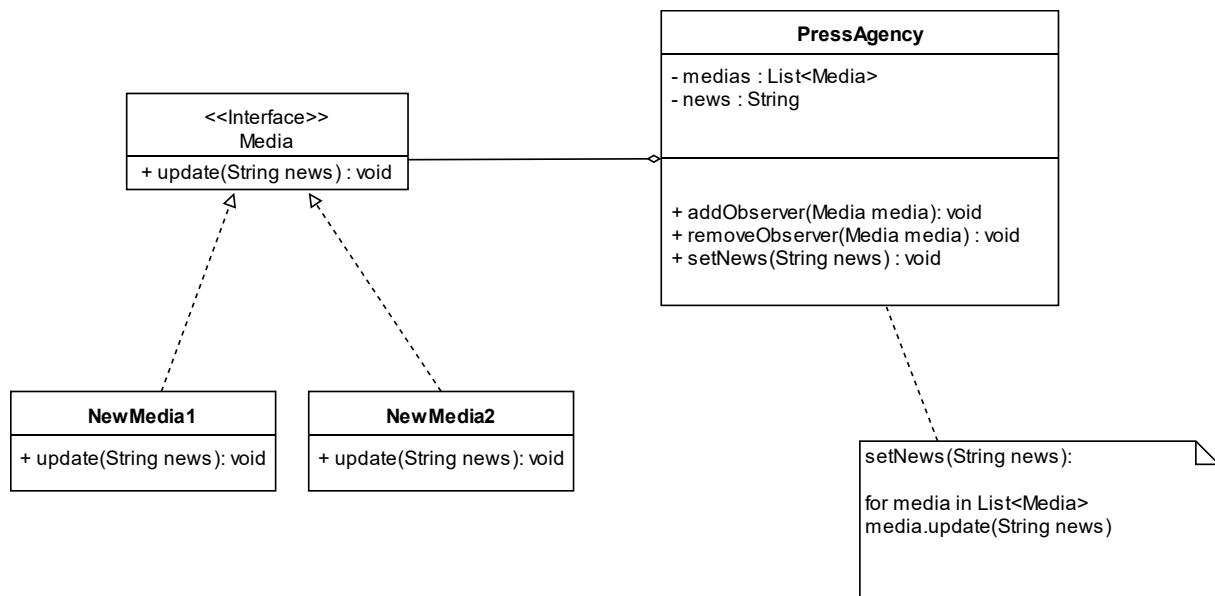 PressAgency
- medias : List<Media>
- news : String
+ addObserver(Media media): void
+ removeObserver(Media media) : void
+ setNews(String news) : void
<<Interface>>
Media
+ update(String news) : void
NewMedia1
+ update(String news): void
NewMedia2
+ update(String news): void
setNews(String news):
for media in List<Media>
media.update(String news)